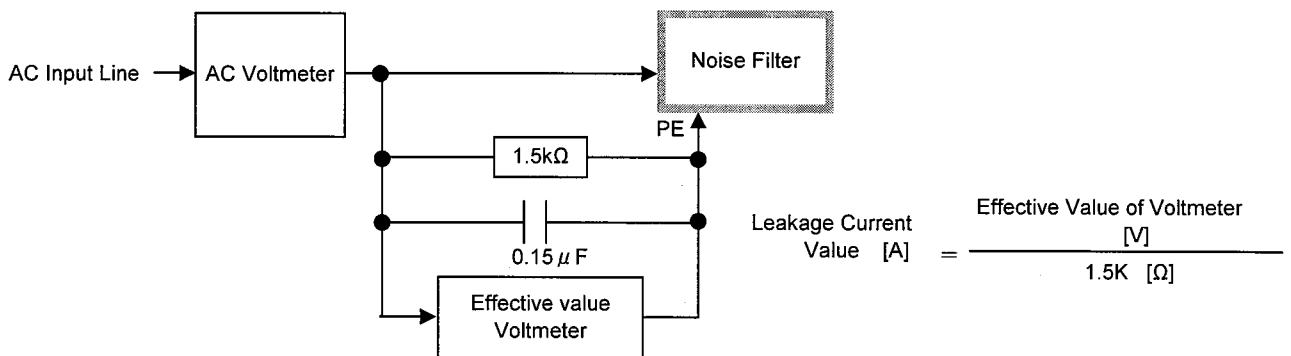 AC Input Line
AC Voltmeter
Noise Filter
PE
1.5kΩ
0.15 μ F
Effective value
Voltmeter
Leakage Current
Value [A]
=
Effective Value of Voltmeter
[V]
1.5K [Ω]